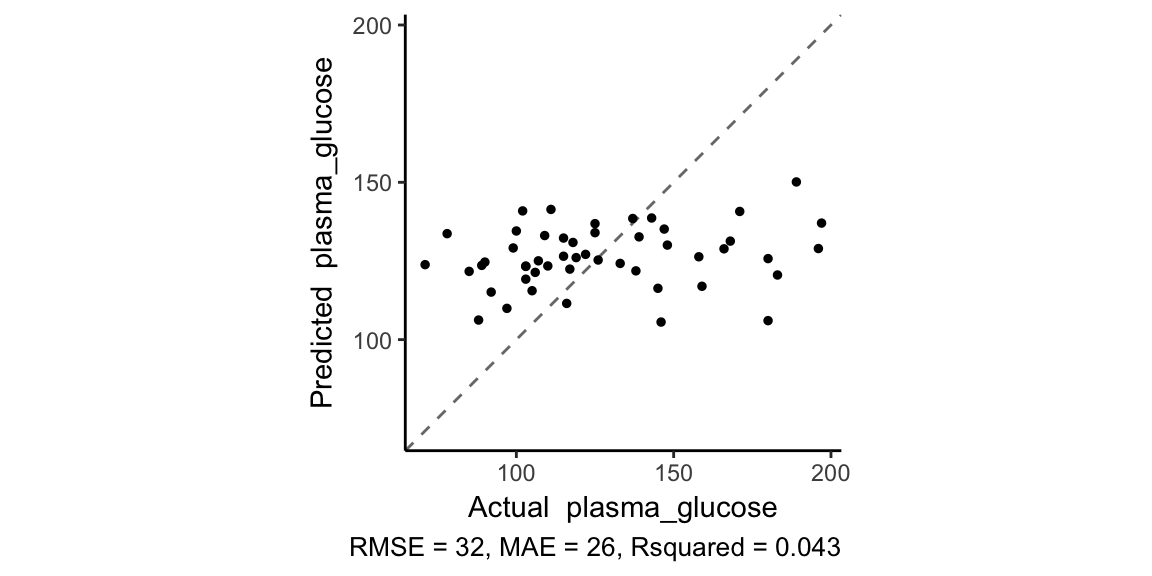 200
150
100
Predicted plasma_glucose
100 150 200
Actual plasma_glucose
RMSE = 32, MAE = 26, Rsquared = 0.043